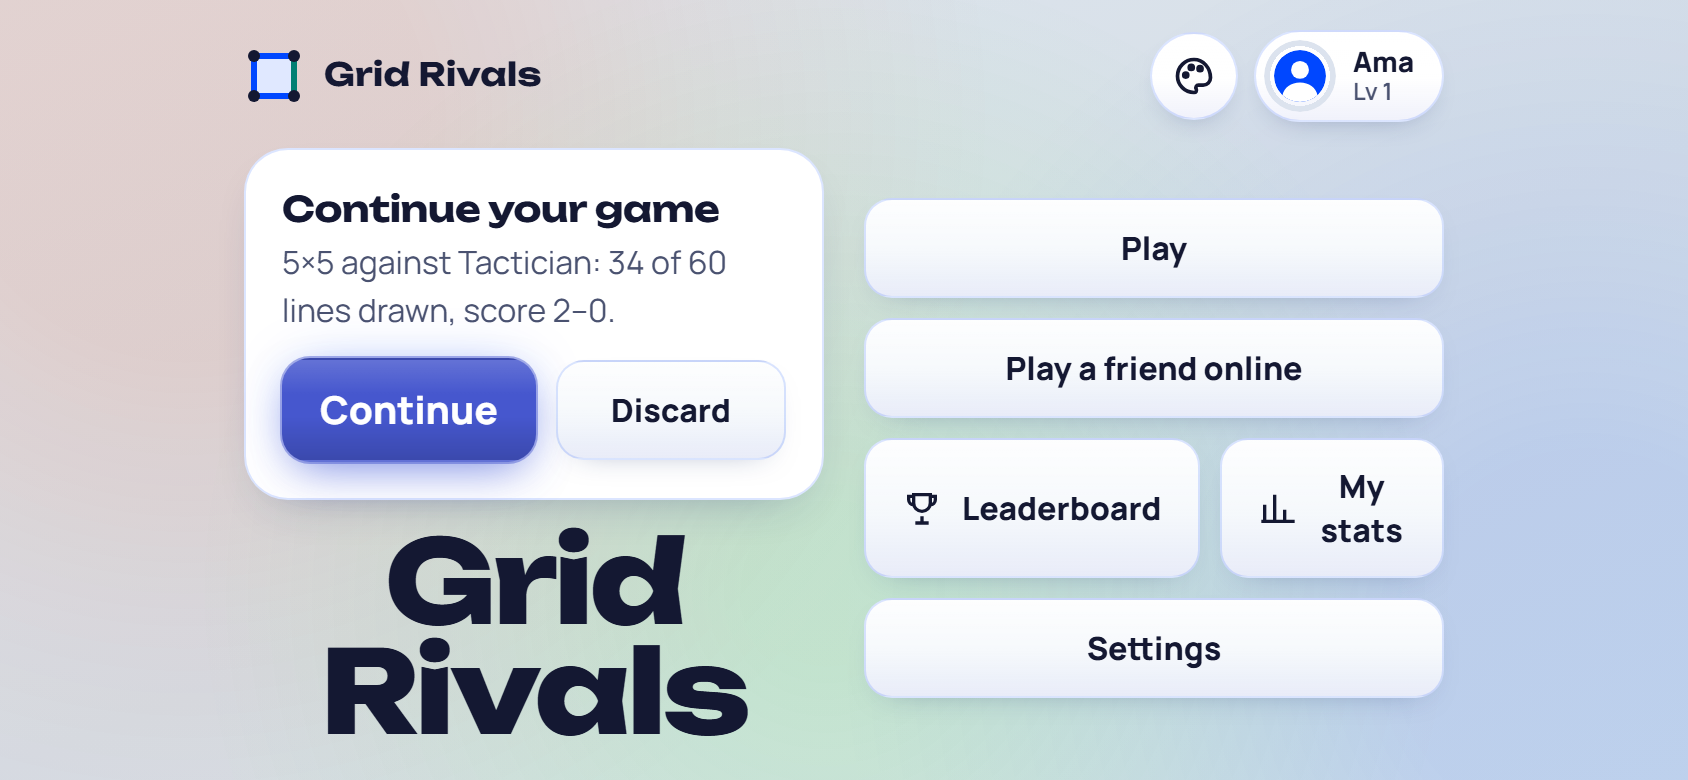 Grid Rivals
Ama
Lv 1
Continue your game
5×5 against Tactician: 34 of 60
lines drawn, score 2–0.
Continue
Discard
Grid
Rivals
Play
Play a friend online
Leaderboard
My
stats
Settings